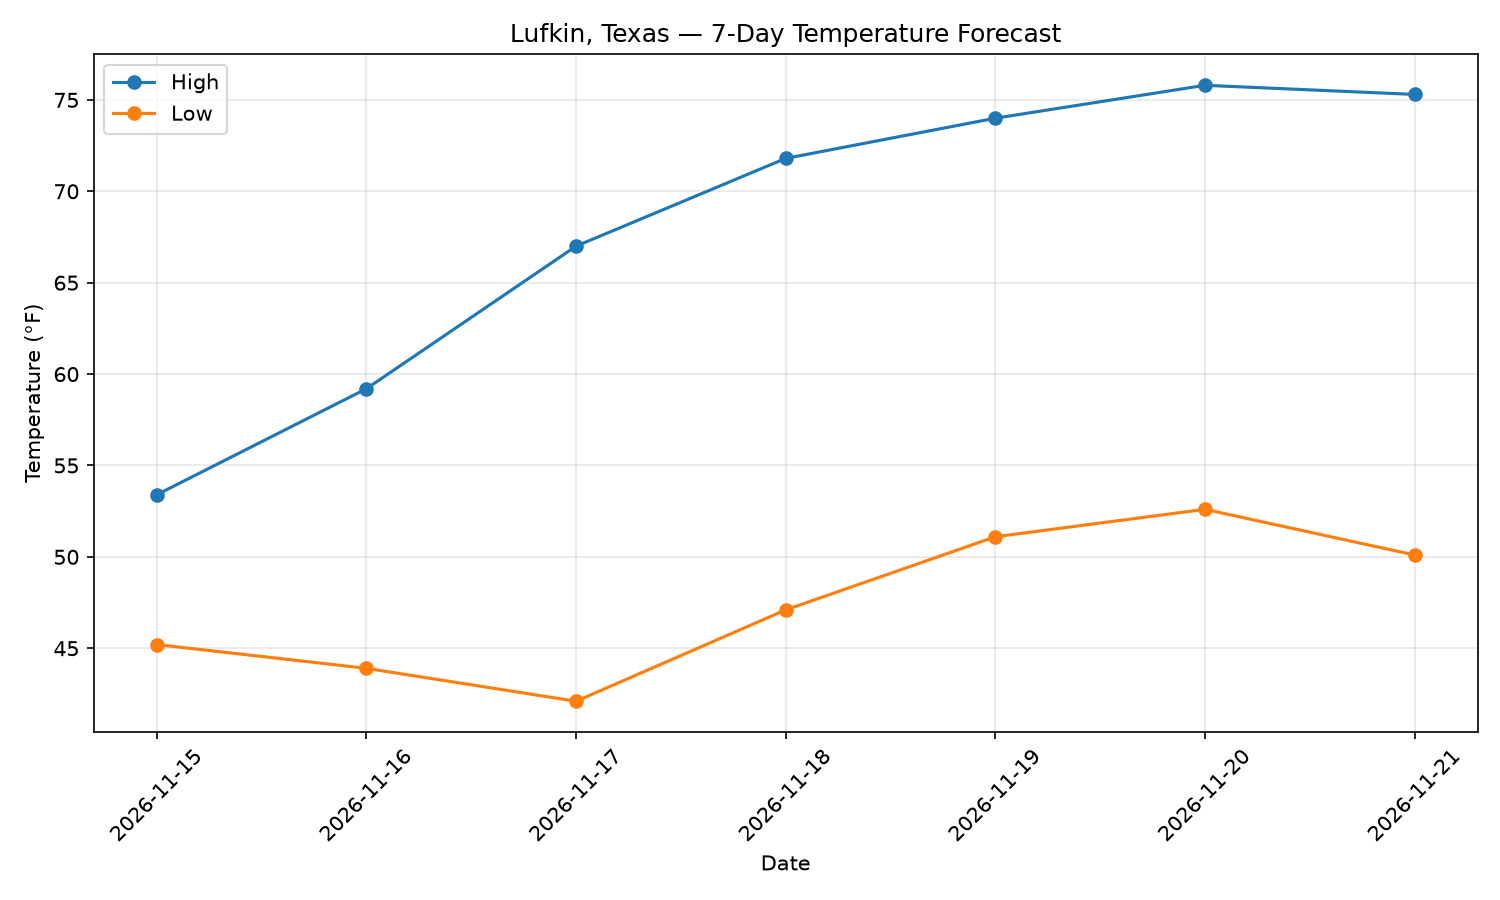 Lufkin, Texas — 7-Day Temperature Forecast
High
Low
Temperature (°F)
75
70
65
60
55
50
45
2026-11-15
2026-11-16
2026-11-17
2026-11-18
2026-11-19
2026-11-20
2026-11-21
Date